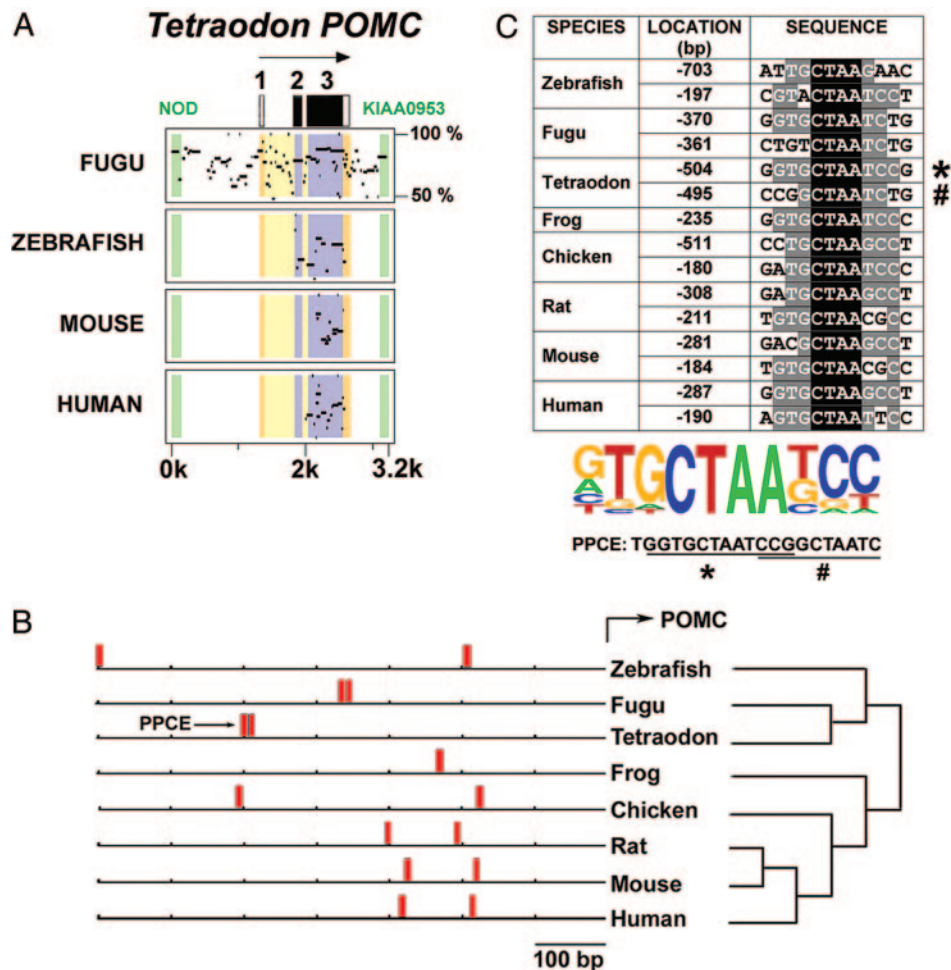 A
Tetraodon POMC
1 2 3
NOD
KIAA0953
100 %
FUGU
50 %
ZEBRAFISH
MOUSE
HUMAN
0k 2k 3.2k
C
SPECIES LOCATION (bp) SEQUENCE
Zebrafish -703 ATTGCTAAGAAC
-197 CGTACTAATCCT
Fugu -370 GGTGCTAATCTG
-361 CTGTCTAATCTG
Tetraodon -504 GGTGCTAATCCG *
-495 CCGGCTAATCTG #
Frog -235 GGTGCTAATCCC
Chicken -511 CCTGCTAAGCCT
-180 GATGCTAATCCC
Rat -308 GATGCTAAGCCT
-211 TGTGCTAACGCC
Mouse -281 GACGCTAAGCCT
-184 TGTGCTAACGCC
Human -287 GGTGCTAAGCCT
-190 AGTGCTAATTCC
GTGCTAATCC
PPCE: TGGTGCTAATCCGGCTAATC
* #
B
POMC
Zebrafish
Fugu
PPCE
Tetraodon
Frog
Chicken
Rat
Mouse
Human
100 bp